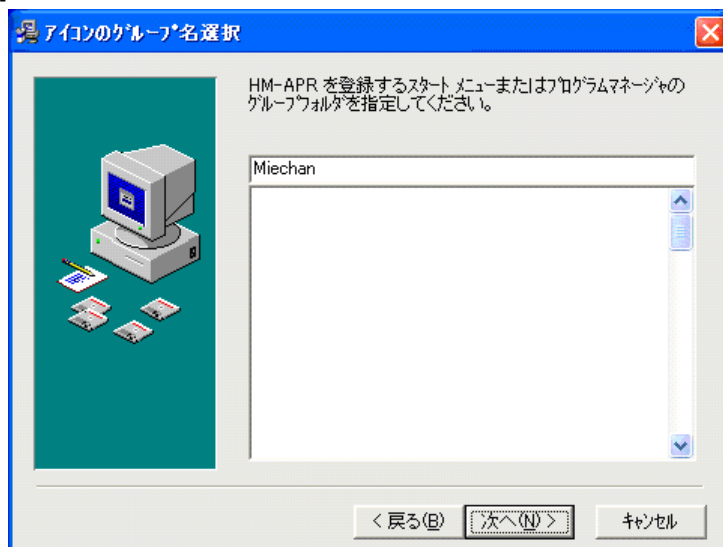 ｱｲｺﾝのｸﾞﾙｰﾌﾟ名選択
HM-APR を登録するｽﾀｰﾄ ﾒﾆｭｰまたはﾌﾟﾛｸﾞﾗﾑﾏﾈｰｼﾞｬの
ｸﾞﾙｰﾌﾟﾌｫﾙﾀﾞを指定してください。
Miechan
< 戻る(B)
次へ(N) >
ｷｬﾝｾﾙ